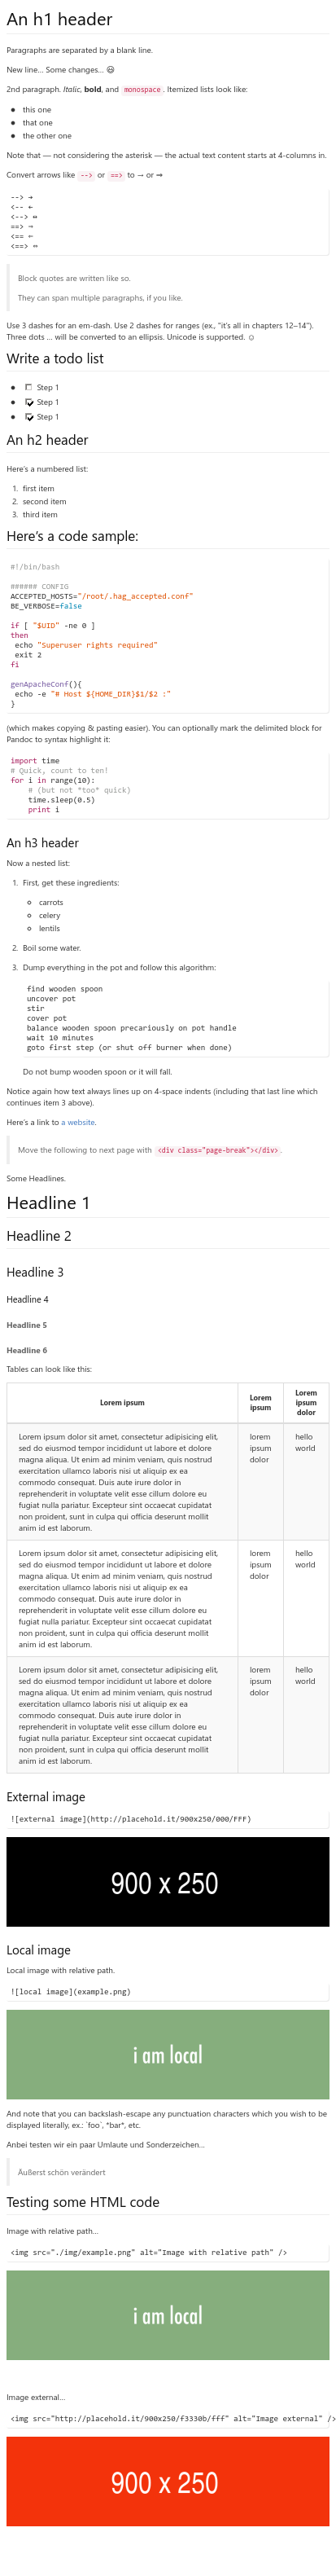 An h1 header
Paragraphs are separated by a blank line.
New line... Some changes... 😃
2nd paragraph. Italic, bold, and monospace. Itemized lists look like:
● this one
● that one
● the other one
Note that — not considering the asterisk — the actual text content starts at 4-columns in.
Convert arrows like --> or ==> to → or ⇒
--> →
<-- ←
<--> ↔
==> ⇒
<== ⇐
<==> ⇔
Block quotes are written like so.
They can span multiple paragraphs, if you like.
Use 3 dashes for an em-dash. Use 2 dashes for ranges (ex., "it's all in chapters 12–14").
Three dots … will be converted to an ellipsis. Unicode is supported. ☺
Write a todo list
● ☐ Step 1
● ☑ Step 1
● ☑ Step 1
An h2 header
Here's a numbered list:
1. first item
2. second item
3. third item
Here's a code sample:
#!/bin/bash
###### CONFIG
ACCEPTED_HOSTS="/root/.hag_accepted.conf"
BE_VERBOSE=false
if [ "$UID" -ne 0 ]
then
 echo "Superuser rights required"
 exit 2
fi
genApacheConf(){
 echo -e "# Host ${HOME_DIR}$1/$2 :"
}
(which makes copying & pasting easier). You can optionally mark the delimited block for
Pandoc to syntax highlight it:
import time
# Quick, count to ten!
for i in range(10):
    # (but not *too* quick)
    time.sleep(0.5)
    print i
An h3 header
Now a nested list:
1. First, get these ingredients:
○ carrots
○ celery
○ lentils
2. Boil some water.
3. Dump everything in the pot and follow this algorithm:
find wooden spoon
uncover pot
stir
cover pot
balance wooden spoon precariously on pot handle
wait 10 minutes
goto first step (or shut off burner when done)
Do not bump wooden spoon or it will fall.
Notice again how text always lines up on 4-space indents (including that last line which
continues item 3 above).
Here's a link to a website.
Move the following to next page with <div class="page-break"></div>.
Some Headlines.
Headline 1
Headline 2
Headline 3
Headline 4
Headline 5
Headline 6
Tables can look like this:
Lorem ipsum
Lorem
ipsum
Lorem
ipsum
dolor
Lorem ipsum dolor sit amet, consectetur adipisicing elit,
sed do eiusmod tempor incididunt ut labore et dolore
magna aliqua. Ut enim ad minim veniam, quis nostrud
exercitation ullamco laboris nisi ut aliquip ex ea
commodo consequat. Duis aute irure dolor in
reprehenderit in voluptate velit esse cillum dolore eu
fugiat nulla pariatur. Excepteur sint occaecat cupidatat
non proident, sunt in culpa qui officia deserunt mollit
anim id est laborum.
lorem
ipsum
dolor
hello
world
Lorem ipsum dolor sit amet, consectetur adipisicing elit,
sed do eiusmod tempor incididunt ut labore et dolore
magna aliqua. Ut enim ad minim veniam, quis nostrud
exercitation ullamco laboris nisi ut aliquip ex ea
commodo consequat. Duis aute irure dolor in
reprehenderit in voluptate velit esse cillum dolore eu
fugiat nulla pariatur. Excepteur sint occaecat cupidatat
non proident, sunt in culpa qui officia deserunt mollit
anim id est laborum.
lorem
ipsum
dolor
hello
world
Lorem ipsum dolor sit amet, consectetur adipisicing elit,
sed do eiusmod tempor incididunt ut labore et dolore
magna aliqua. Ut enim ad minim veniam, quis nostrud
exercitation ullamco laboris nisi ut aliquip ex ea
commodo consequat. Duis aute irure dolor in
reprehenderit in voluptate velit esse cillum dolore eu
fugiat nulla pariatur. Excepteur sint occaecat cupidatat
non proident, sunt in culpa qui officia deserunt mollit
anim id est laborum.
lorem
ipsum
dolor
hello
world
External image
![external image](http://placehold.it/900x250/000/FFF)
900 x 250
Local image
Local image with relative path.
![local image](example.png)
i am local
And note that you can backslash-escape any punctuation characters which you wish to be
displayed literally, ex.: `foo`, *bar*, etc.
Anbei testen wir ein paar Umlaute und Sonderzeichen...
Äußerst schön verändert
Testing some HTML code
Image with relative path...
<img src="./img/example.png" alt="Image with relative path" />
i am local
Image external...
<img src="http://placehold.it/900x250/f3330b/fff" alt="Image external" />
900 x 250